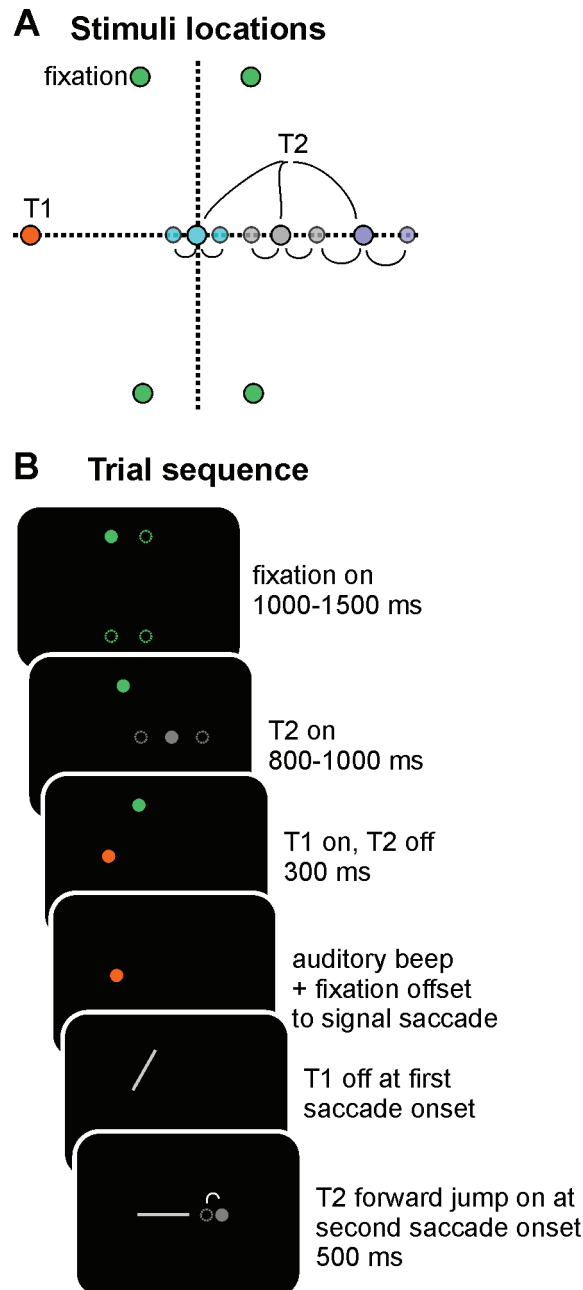 A Stimuli locations
fixation
T2
T1
B Trial sequence
fixation on
1000-1500 ms
T2 on
800-1000 ms
T1 on, T2 off
300 ms
auditory beep
+ fixation offset
to signal saccade
T1 off at first
saccade onset
T2 forward jump on at
second saccade onset
500 ms